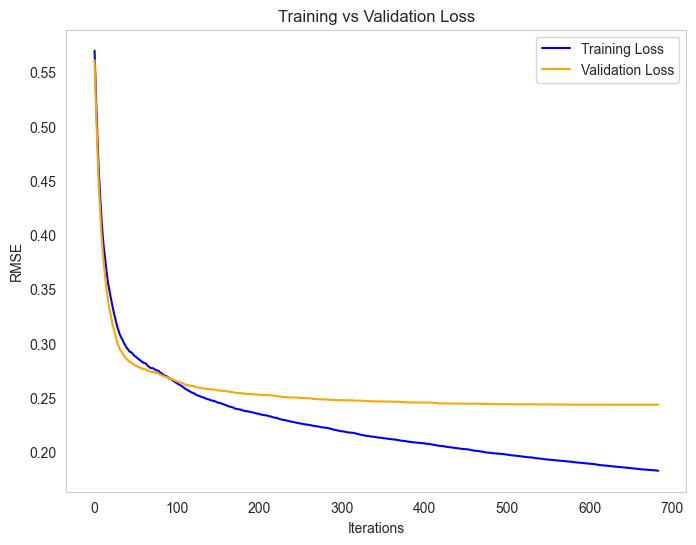 Training vs Validation Loss
Training Loss
Validation Loss
RMSE
0.55
0.50
0.45
0.40
0.35
0.30
0.25
0.20
0 100 200 300 400 500 600 700
Iterations